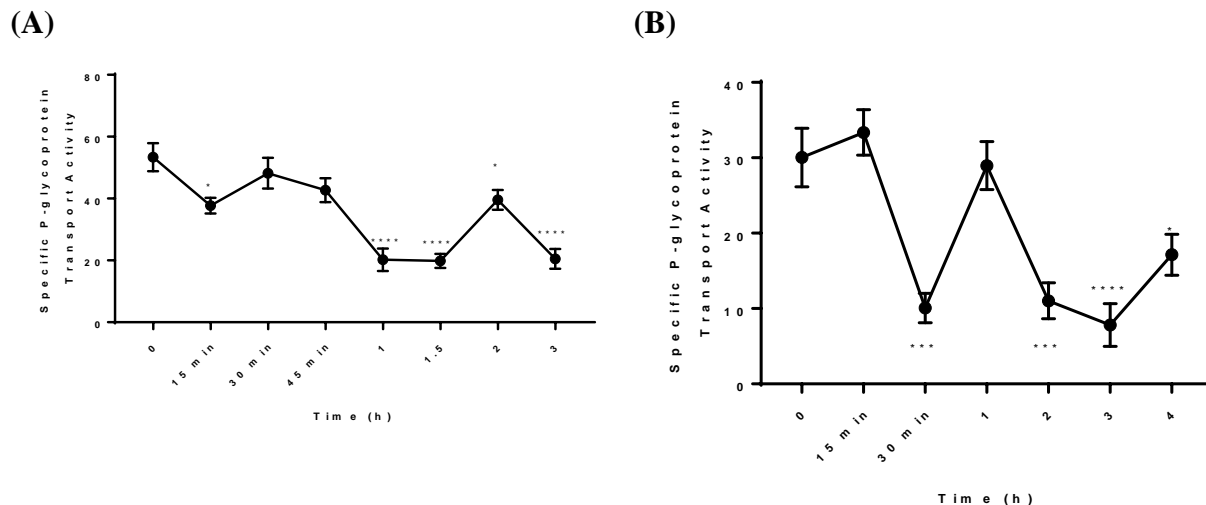 (A)
(B)
Specific P-glycoprotein
Transport Activity
80
60
40
20
0
*
****
****
*
****
0
15 min
30 min
45 min
1
1.5
2
3
Time (h)
Specific P-glycoprotein
Transport Activity
40
30
20
10
0
***
***
****
*
0
15 min
30 min
1
2
3
4
Time (h)